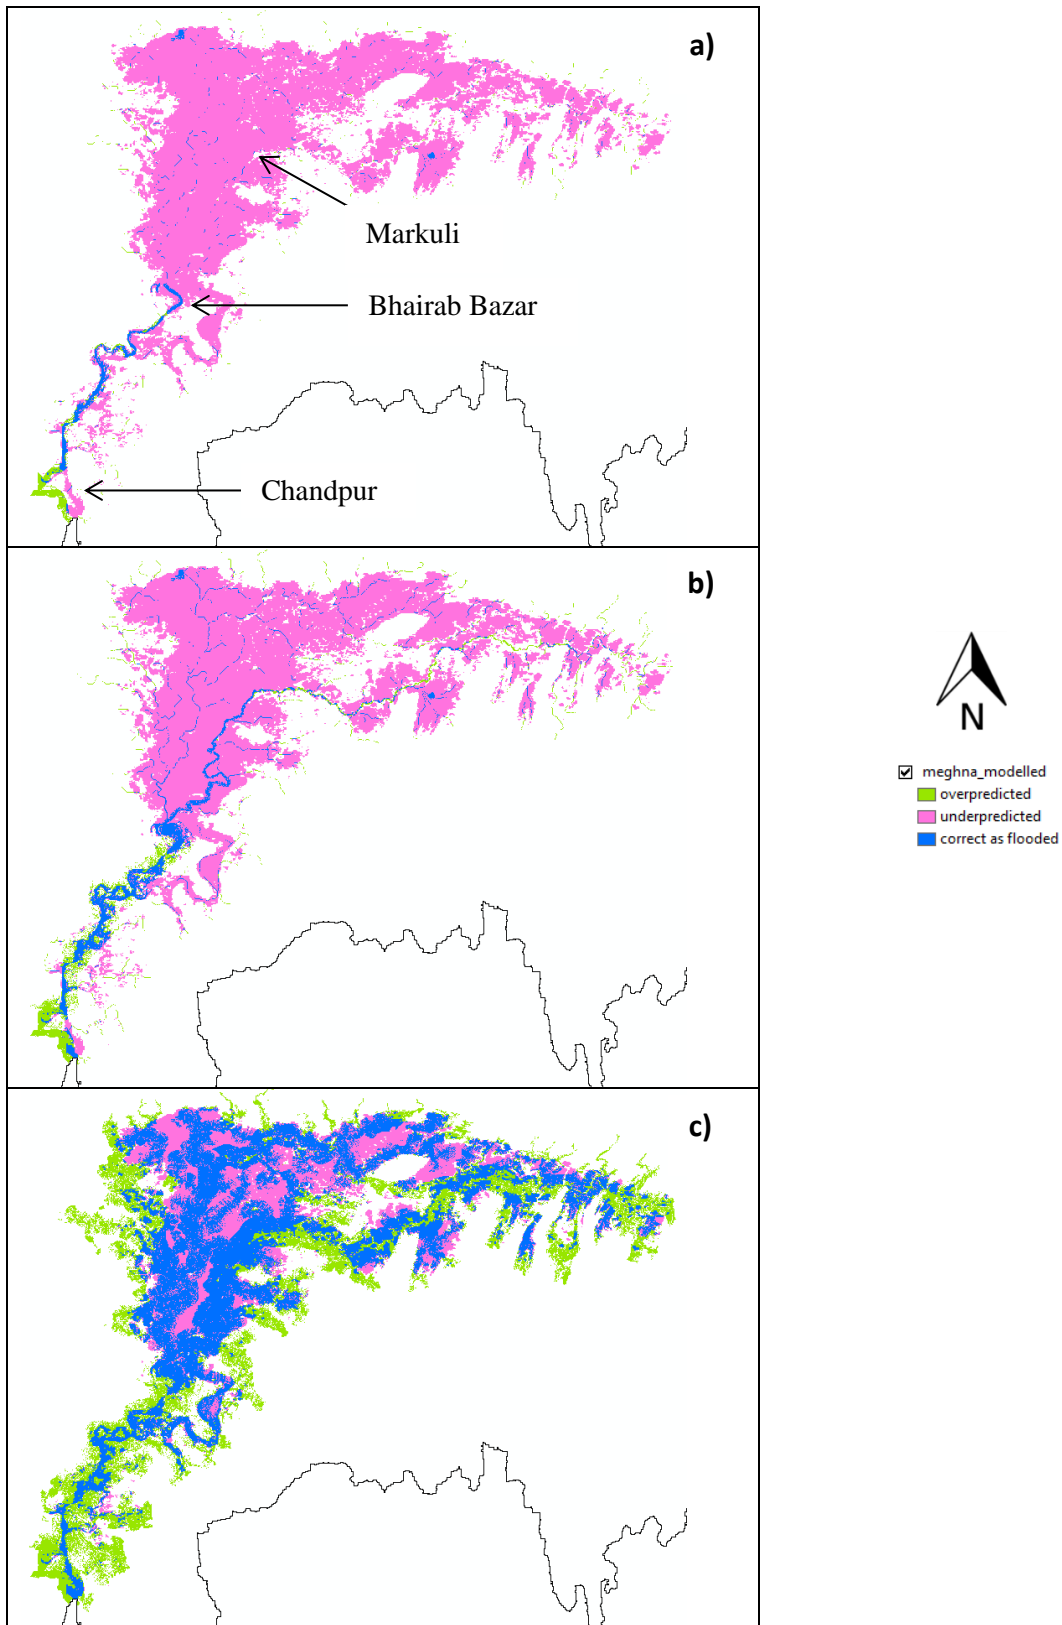 a)
Markuli
Bhairab Bazar
Chandpur
b)
N
meghna_modelled
overpredicted
underpredicted
correct as flooded
c)